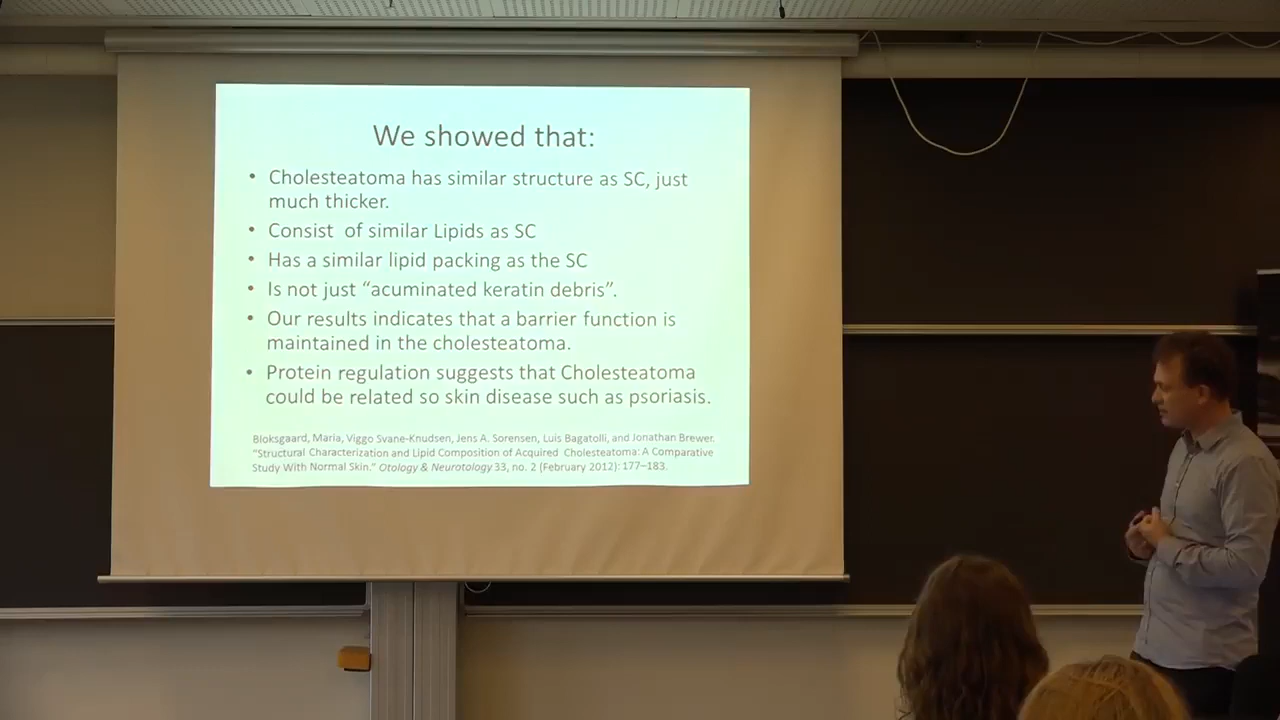 We showed that:
• Cholesteatoma has similar structure as SC, just
much thicker.
• Consist of similar Lipids as SC
• Has a similar lipid packing as the SC
• Is not just “acuminated keratin debris”.
• Our results indicates that a barrier function is
maintained in the cholesteatoma.
• Protein regulation suggests that Cholesteatoma
could be related so skin disease such as psoriasis.
Bloksgaard, Maria, Viggo Svane-Knudsen, Jens A. Sorensen, Luis Bagatolli, and Jonathan Brewer.
“Structural Characterization and Lipid Composition of Acquired Cholesteatoma: A Comparative
Study With Normal Skin.” Otology & Neurotology 33, no. 2 (February 2012): 177–183.